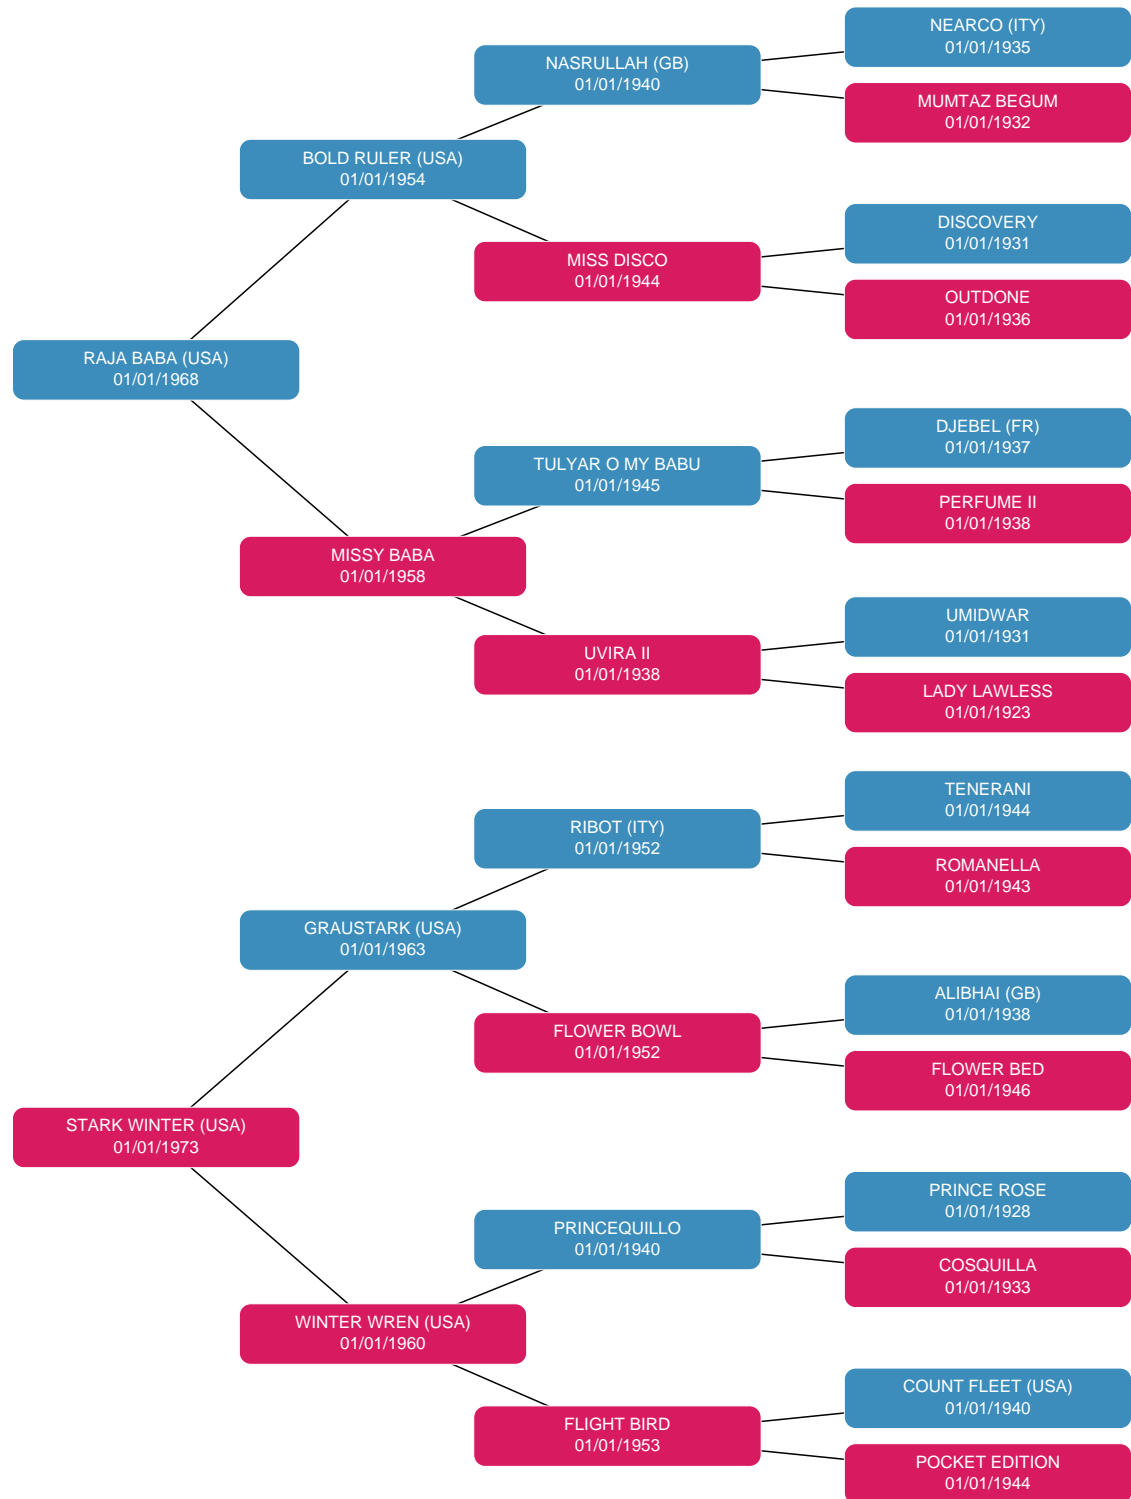 NEARCO (ITY)
01/01/1935
NASRULLAH (GB)
01/01/1940
MUMTAZ BEGUM
01/01/1932
BOLD RULER (USA)
01/01/1954
DISCOVERY
01/01/1931
MISS DISCO
01/01/1944
OUTDONE
01/01/1936
RAJA BABA (USA)
01/01/1968
DJEBEL (FR)
01/01/1937
TULYAR O MY BABU
01/01/1945
PERFUME II
01/01/1938
MISSY BABA
01/01/1958
UMIDWAR
01/01/1931
UVIRA II
01/01/1938
LADY LAWLESS
01/01/1923
TENERANI
01/01/1944
RIBOT (ITY)
01/01/1952
ROMANELLA
01/01/1943
GRAUSTARK (USA)
01/01/1963
ALIBHAI (GB)
01/01/1938
FLOWER BOWL
01/01/1952
FLOWER BED
01/01/1946
STARK WINTER (USA)
01/01/1973
PRINCE ROSE
01/01/1928
PRINCEQUILLO
01/01/1940
COSQUILLA
01/01/1933
WINTER WREN (USA)
01/01/1960
COUNT FLEET (USA)
01/01/1940
FLIGHT BIRD
01/01/1953
POCKET EDITION
01/01/1944